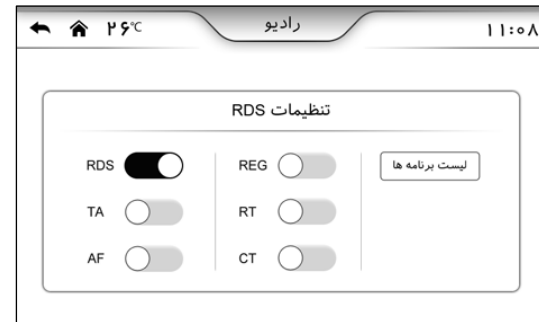 ۲۶°C رادیو ۱۱:۰۸
تنظیمات RDS
RDS REG لیست برنامه ها
TA RT
AF CT